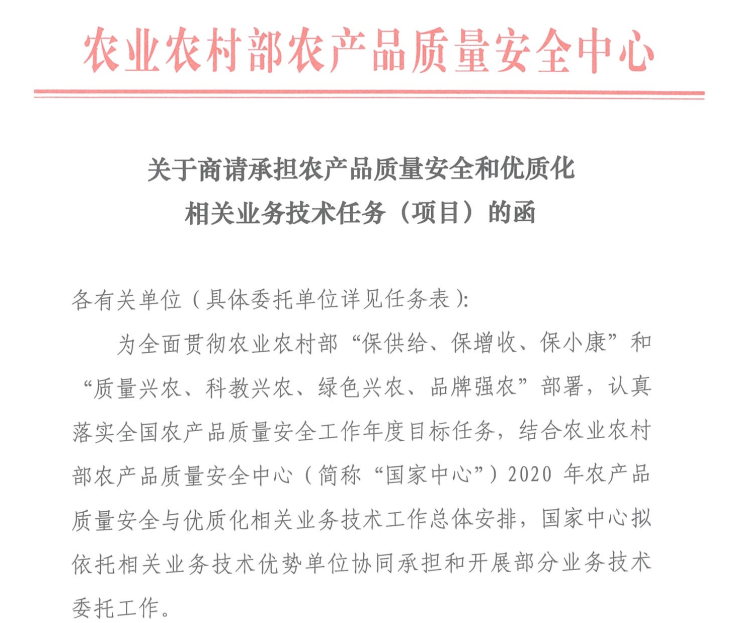 农业农村部农产品质量安全中心
关于商请承担农产品质量安全和优质化
相关业务技术任务（项目）的函
各有关单位（具体委托单位详见任务表）：
为全面贯彻农业农村部“保供给、保增收、保小康”和
“质量兴农、科教兴农、绿色兴农、品牌强农”部署，认真
落实全国农产品质量安全工作年度目标任务，结合农业农村
部农产品质量安全中心（简称“国家中心”）2020 年农产品
质量安全与优质化相关业务技术工作总体安排，国家中心拟
依托相关业务技术优势单位协同承担和开展部分业务技术
委托工作。